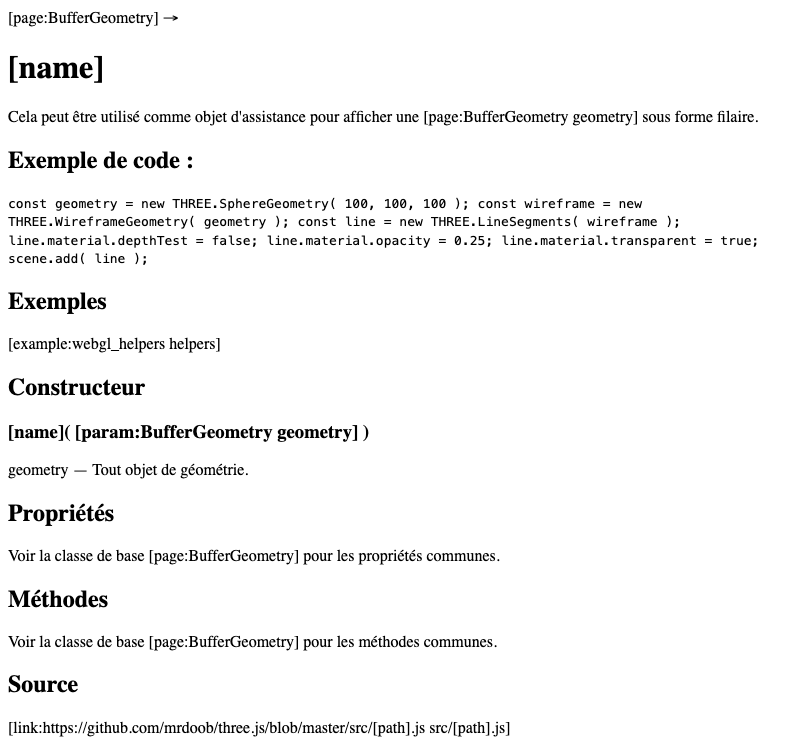 [page:BufferGeometry] →
[name]
Cela peut être utilisé comme objet d'assistance pour afficher une [page:BufferGeometry geometry] sous forme filaire.
Exemple de code :
const geometry = new THREE.SphereGeometry( 100, 100, 100 ); const wireframe = new
THREE.WireframeGeometry( geometry ); const line = new THREE.LineSegments( wireframe );
line.material.depthTest = false; line.material.opacity = 0.25; line.material.transparent = true;
scene.add( line );
Exemples
[example:webgl_helpers helpers]
Constructeur
[name]( [param:BufferGeometry geometry] )
geometry — Tout objet de géométrie.
Propriétés
Voir la classe de base [page:BufferGeometry] pour les propriétés communes.
Méthodes
Voir la classe de base [page:BufferGeometry] pour les méthodes communes.
Source
[link:https://github.com/mrdoob/three.js/blob/master/src/[path].js src/[path].js]